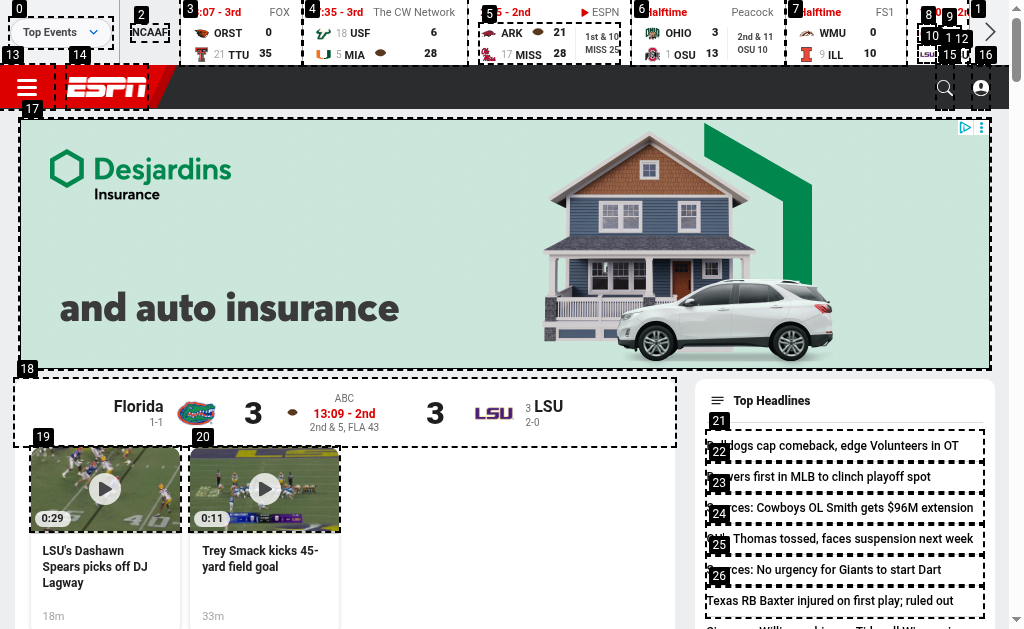 0
Top Events
2
NCAAF
3
:07 - 3rd
FOX
ORST
0
21 TTU
35
4
:35 - 3rd
The CW Network
18 USF
6
5 MIA
28
5
5 - 2nd
ESPN
ARK
21
17 MISS
28
1st & 10
MISS 25
6
Halftime
Peacock
OHIO
3
1 OSU
13
2nd & 11
OSU 10
7
Halftime
FS1
WMU
0
9 ILL
10
8
9
10
12
1
13
14
15
16
ESPN
17
Desjardins
Insurance
and auto insurance
18
Florida
1-1
3
ABC
13:09 - 2nd
2nd & 5, FLA 43
3
LSU
3 LSU
2-0
19
20
0:29
0:11
LSU's Dashawn
Spears picks off DJ
Lagway
18m
Trey Smack kicks 45-
yard field goal
33m
Top Headlines
21
dogs cap comeback, edge Volunteers in OT
22
wers first in MLB to clinch playoff spot
23
rces: Cowboys OL Smith gets $96M extension
24
Thomas tossed, faces suspension next week
25
rces: No urgency for Giants to start Dart
26
Texas RB Baxter injured on first play; ruled out